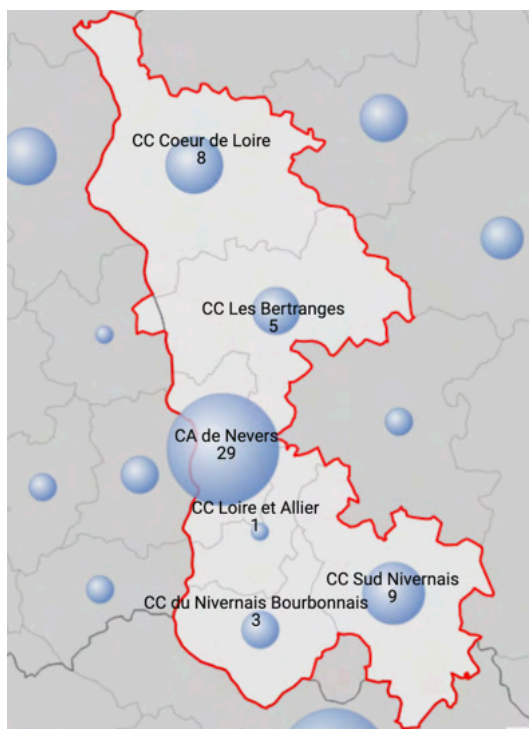 CC Coeur de Loire
8
CC Les Bertranges
5
CA de Nevers
29
CC Loire et Allier
1
CC Sud Nivernais
9
CC du Nivernais Bourbonnais
3